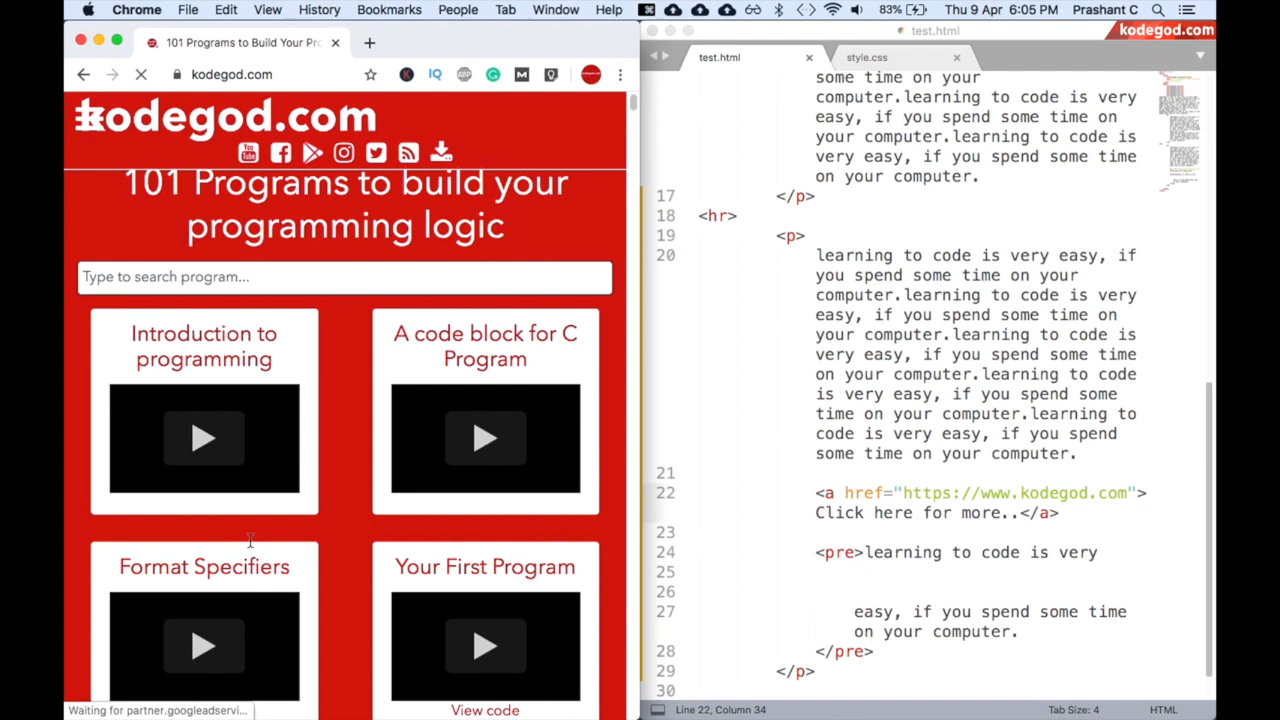 Chrome File Edit View History Bookmarks People Tab Window Help
83% Thu 9 Apr 6:05 PM Prashant C
101 Programs to Build Your Pro
kodegod.com
kodegod.com
101 Programs to build your
programming logic
Type to search program...
Introduction to
programming
A code block for C
Program
Format Specifiers
Your First Program
View code
Waiting for partner.googleadservi...
test.html
kodegod.com
test.html
style.css
some time on your
computer.learning to code is very
easy, if you spend some time on
your computer.learning to code is
very easy, if you spend some time
on your computer.
17 </p>
18 <hr>
19 <p>
20 learning to code is very easy, if
you spend some time on your
computer.learning to code is very
easy, if you spend some time on
your computer.learning to code is
very easy, if you spend some time
on your computer.learning to code
is very easy, if you spend some
time on your computer.learning to
code is very easy, if you spend
some time on your computer.
21
22 <a href="https://www.kodegod.com">
Click here for more..</a>
23
24 <pre>learning to code is very
25
26
27 easy, if you spend some time
on your computer.
28 </pre>
29 </p>
30
Line 22, Column 34
Tab Size: 4
HTML